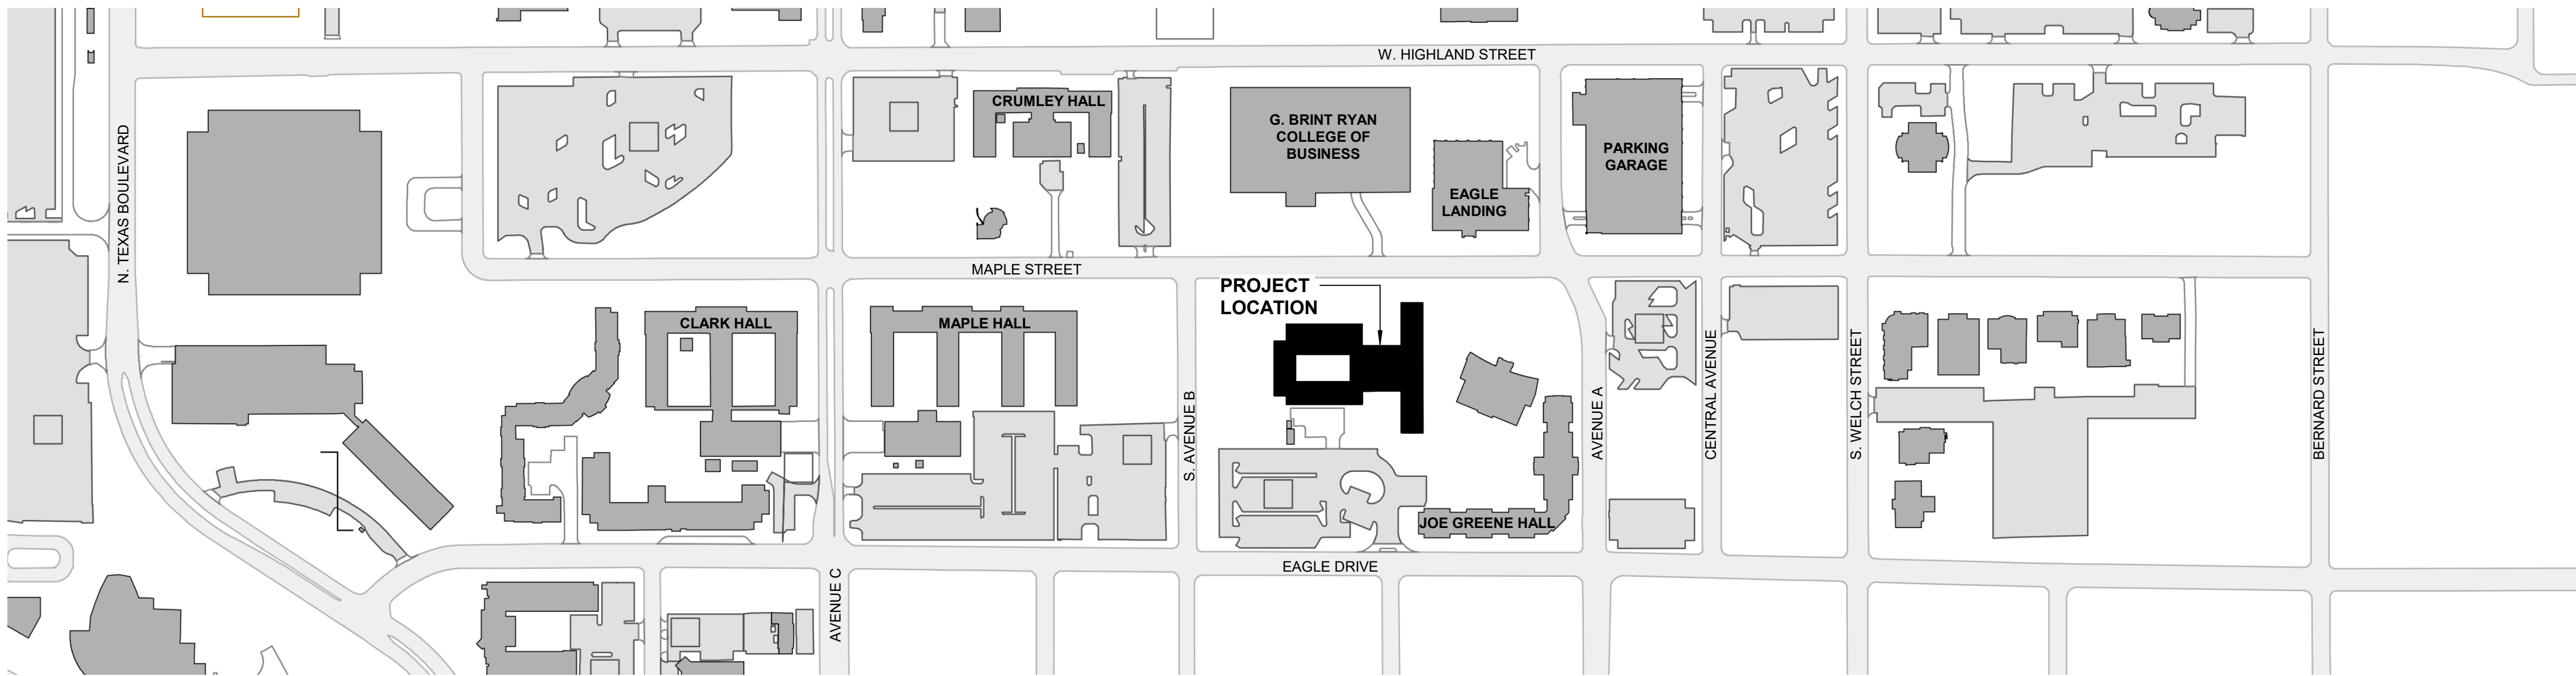 W. HIGHLAND STREET
CRUMLEY HALL
G. BRINT RYAN
COLLEGE OF
BUSINESS
PARKING
GARAGE
EAGLE
LANDING
N. TEXAS BOULEVARD
MAPLE STREET
PROJECT
LOCATION
CLARK HALL
MAPLE HALL
S. AVENUE B
AVENUE A
CENTRAL AVENUE
S. WELCH STREET
BERNARD STREET
JOE GREENE HALL
EAGLE DRIVE
AVENUE C